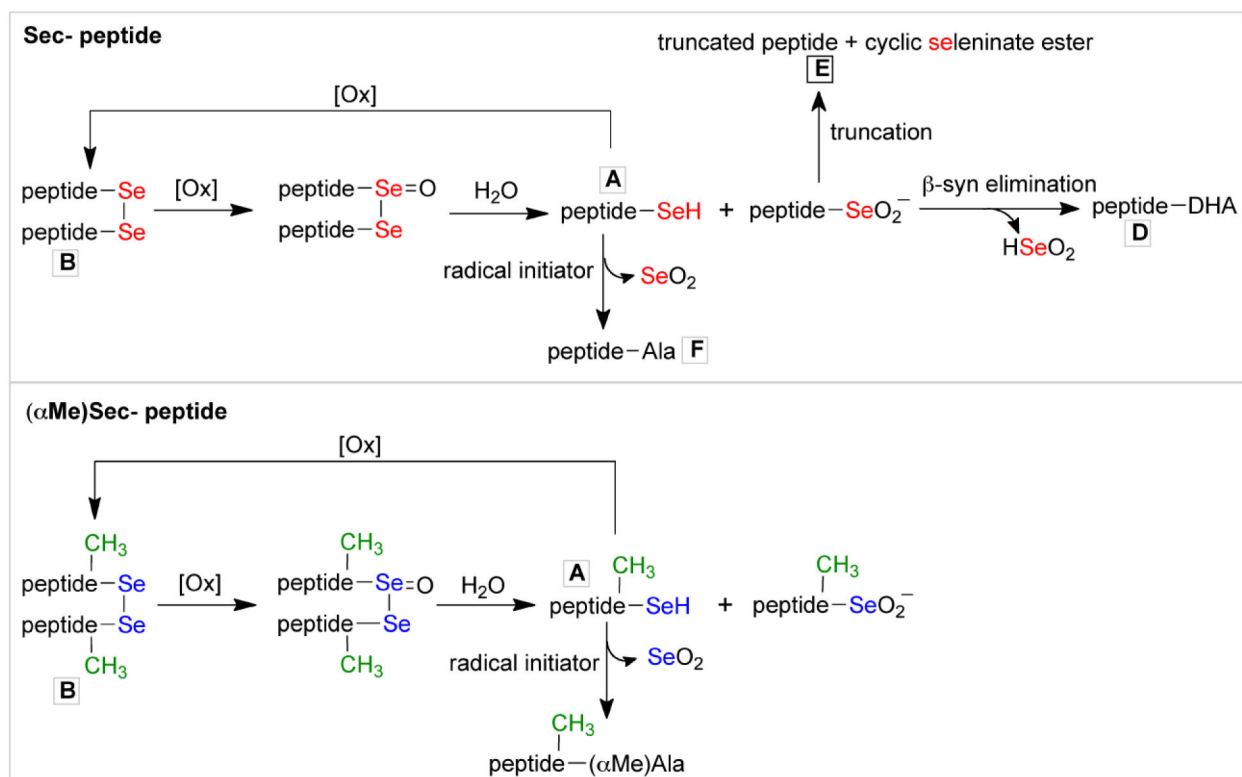 Sec- peptide
truncated peptide + cyclic seleninate ester
E
[Ox]
truncation
peptide–Se
peptide–Se
B
[Ox]
peptide–Se=O
peptide–Se
H₂O
A
peptide–SeH + peptide–SeO₂⁻
β-syn elimination
HSeO₂
peptide–DHA
D
radical initiator
SeO₂
peptide–Ala F
(αMe)Sec- peptide
[Ox]
CH₃
peptide–Se
peptide–Se
CH₃
B
[Ox]
CH₃
peptide–Se=O
peptide–Se
CH₃
H₂O
A
CH₃
peptide–SeH + peptide–SeO₂⁻
CH₃
radical initiator
SeO₂
CH₃
peptide–(αMe)Ala